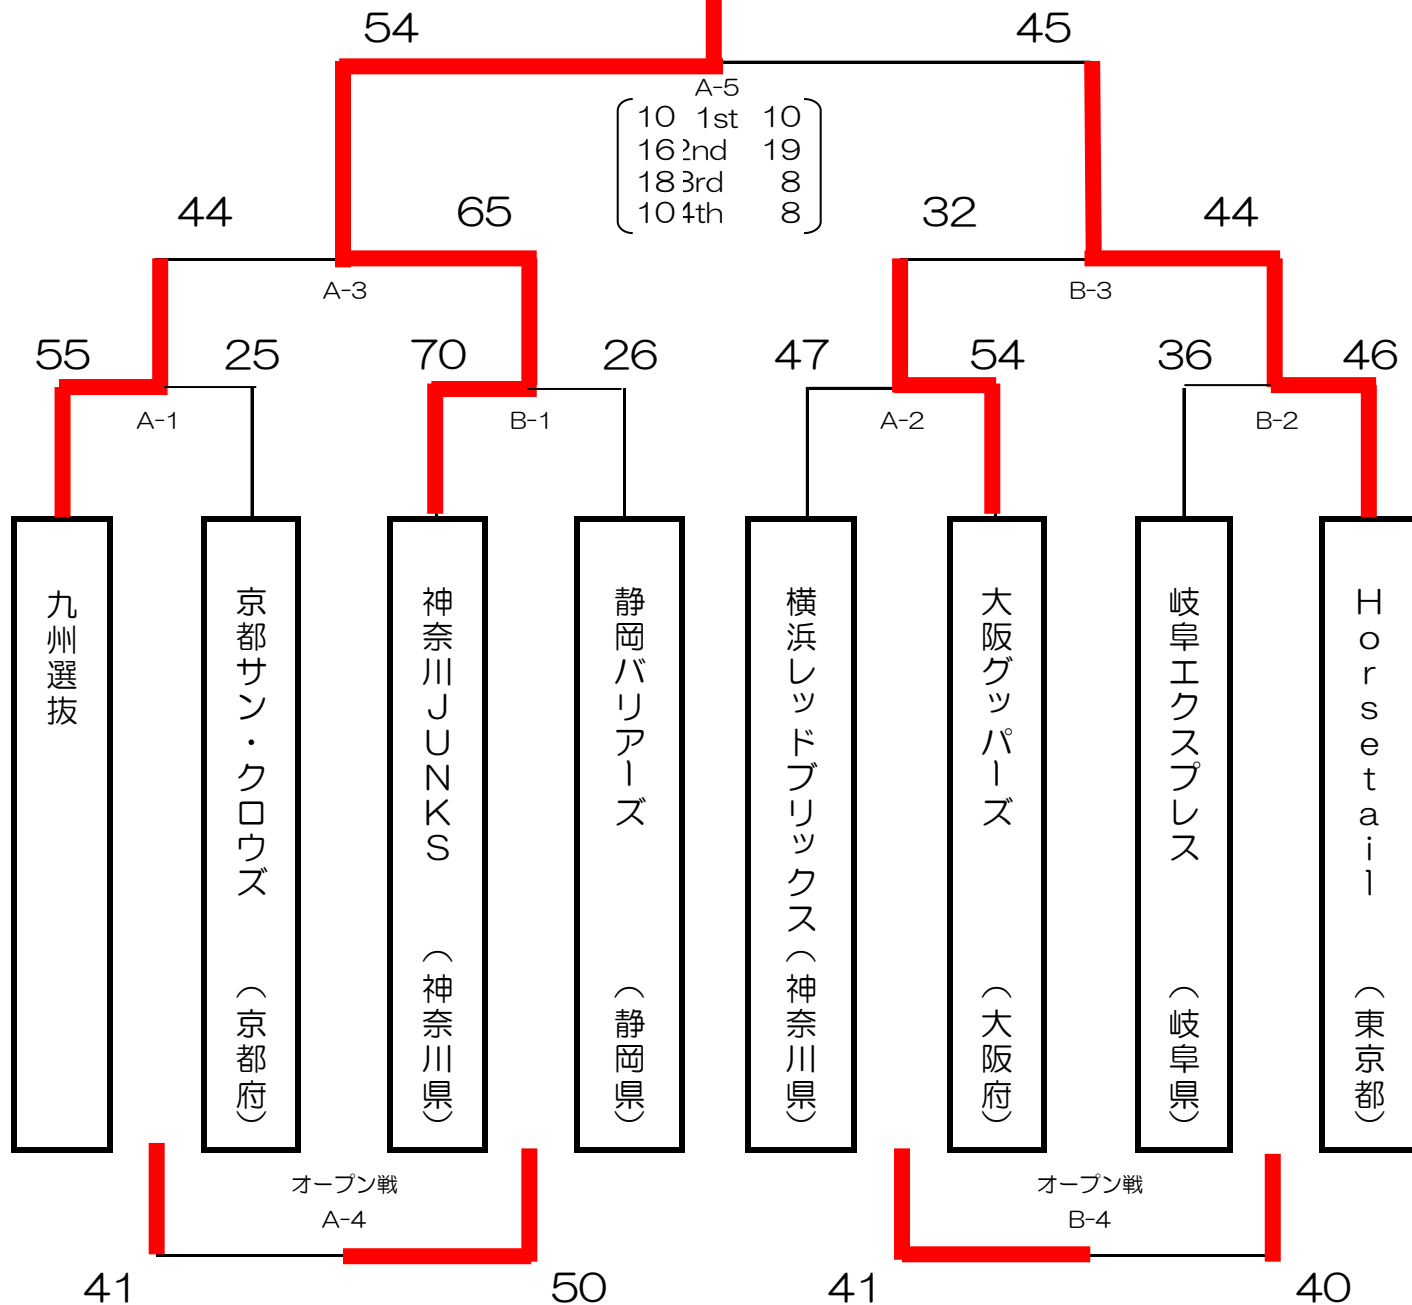 54 45
A-5
10 1st 10
16 2nd 19
18 3rd 8
10 4th 8
44 65 32 44
A-3 B-3
55 25 70 26 47 54 36 46
A-1 B-1 A-2 B-2
九州選抜
京都サン・クロウズ (京都府)
神奈川JUNKS (神奈川県)
静岡バリアーズ (静岡県)
横浜レッドブリックス(神奈川県)
大阪グッパーズ (大阪府)
岐阜エクスプレス (岐阜県)
Horsetail (東京都)
オープン戦 オープン戦
A-4 B-4
41 50 41 40